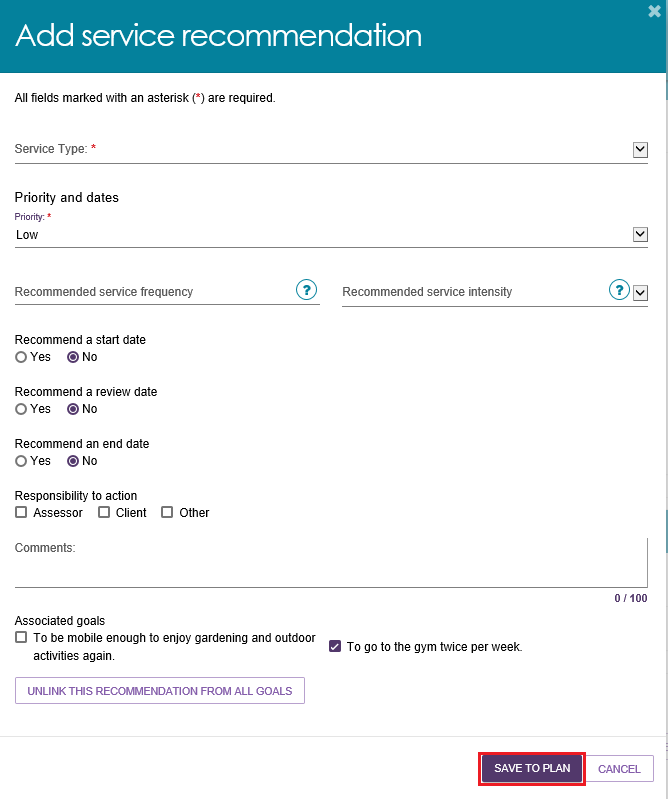 Add service recommendation
All fields marked with an asterisk (*) are required.
Service Type: *
Priority and dates
Priority: *
Low
Recommended service frequency ?
Recommended service intensity ?
Recommend a start date
Yes No
Recommend a review date
Yes No
Recommend an end date
Yes No
Responsibility to action
Assessor Client Other
Comments:
0 / 100
Associated goals
To be mobile enough to enjoy gardening and outdoor
activities again.
To go to the gym twice per week.
UNLINK THIS RECOMMENDATION FROM ALL GOALS
SAVE TO PLAN CANCEL